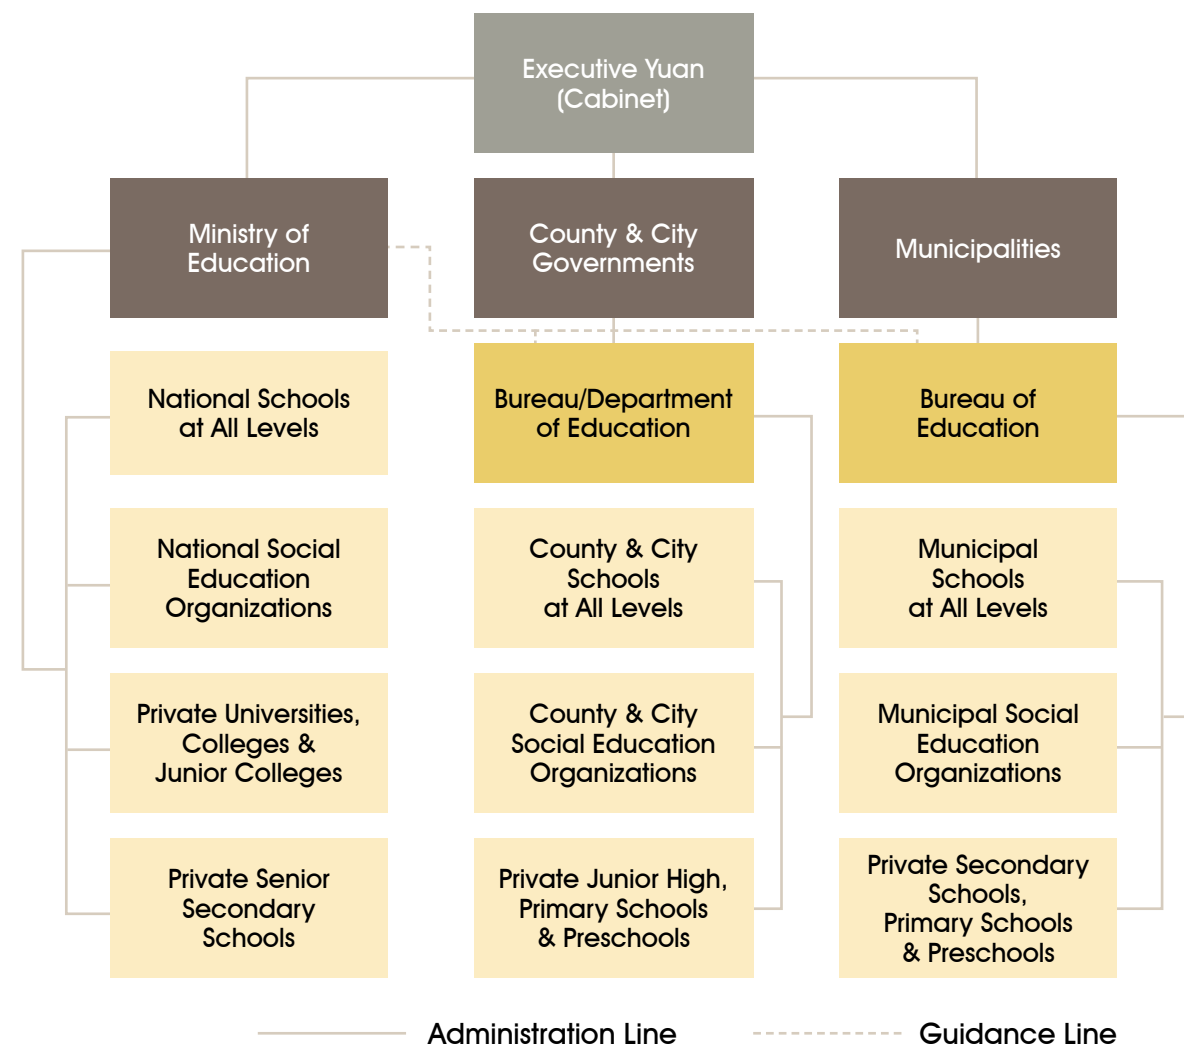 Executive Yuan
(Cabinet)
Ministry of
Education
County & City
Governments
Municipalities
National Schools
at All Levels
Bureau/Department
of Education
Bureau of
Education
National Social
Education
Organizations
County & City
Schools
at All Levels
Municipal
Schools
at All Levels
Private Universities,
Colleges &
Junior Colleges
County & City
Social Education
Organizations
Municipal Social
Education
Organizations
Private Senior
Secondary
Schools
Private Junior High,
Primary Schools
& Preschools
Private Secondary
Schools,
Primary Schools
& Preschools
Administration Line
Guidance Line